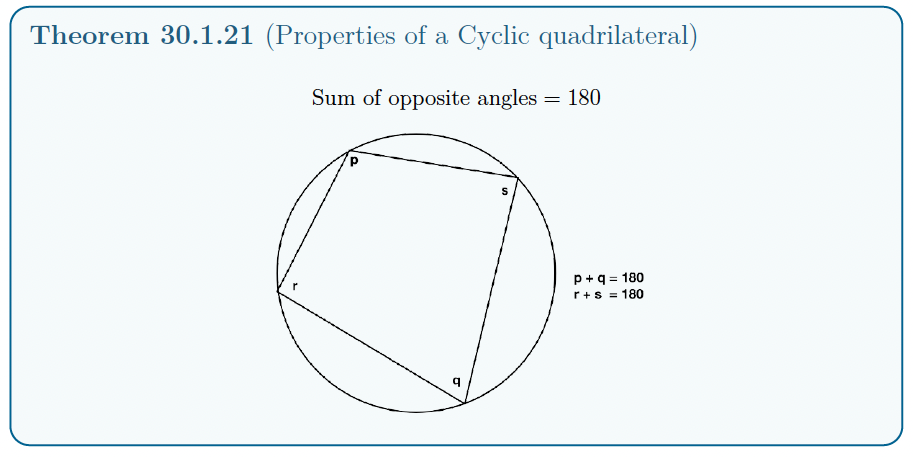 Theorem 30.1.21 (Properties of a Cyclic quadrilateral)
Sum of opposite angles = 180
p
s
r
q
p + q = 180
r + s = 180